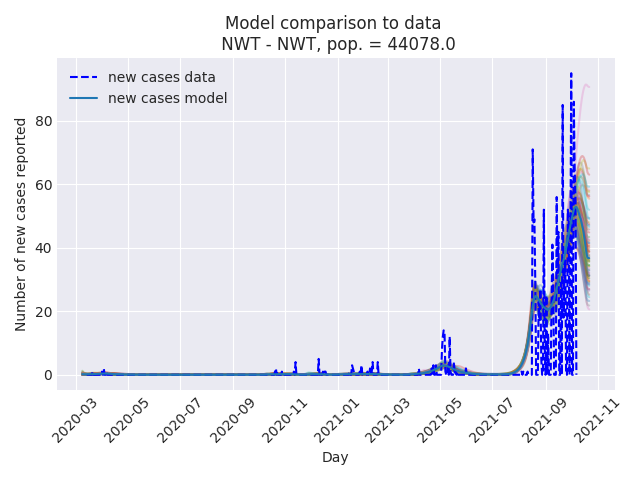 Model comparison to data
NWT - NWT, pop. = 44078.0
new cases data
new cases model
Number of new cases reported
80
60
40
20
0
2020-03
2020-05
2020-07
2020-09
2020-11
2021-01
2021-03
2021-05
2021-07
2021-09
2021-11
Day